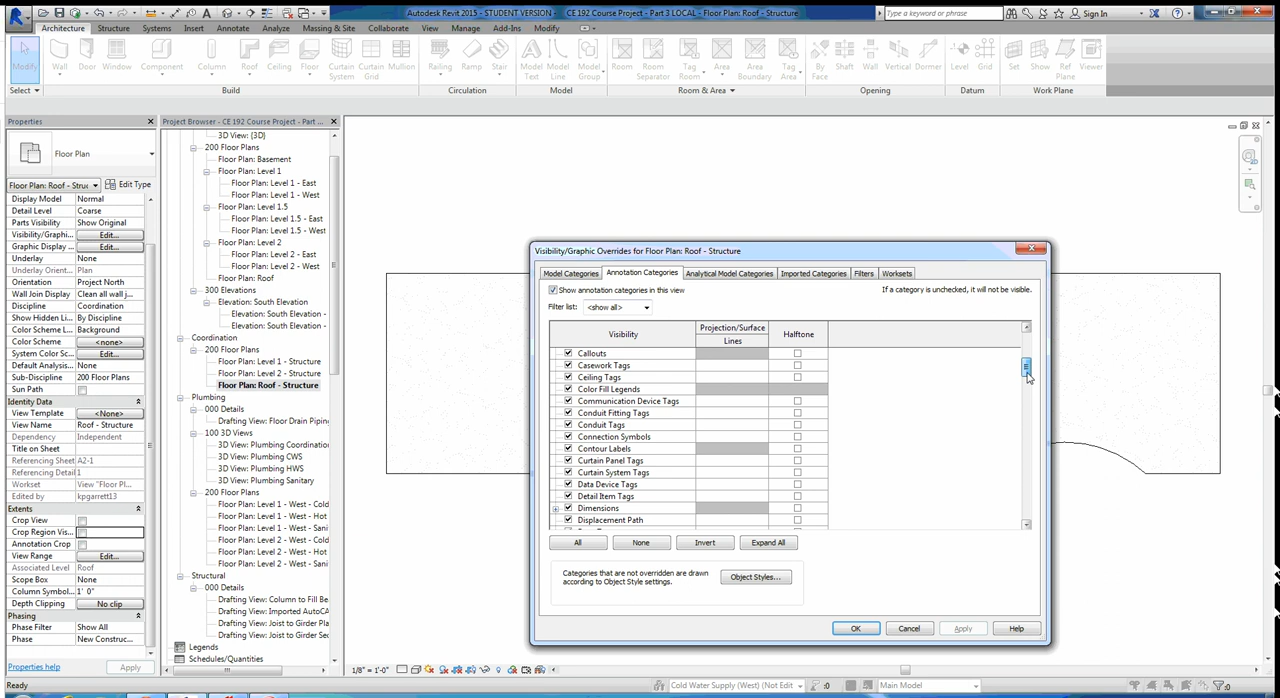 Autodesk Revit 2015 - STUDENT VERSION - CE 192 Course Project - Part 3 LOCAL - Floor Plan: Roof - Structure
Type a keyword or phrase
Sign In
Architecture Structure Systems Insert Annotate Analyze Massing & Site Collaborate View Manage Add-Ins Modify
Modify Wall Door Window Component Column Roof Ceiling Floor Curtain System Curtain Grid Mullion Railing Ramp Stair Model Text Model Line Model Group Room Room Separator Tag Room Area Area Boundary Tag Area By Face Shaft Wall Vertical Dormer Level Grid Set Show Ref Plane Viewer
Select Build Circulation Model Room & Area Opening Datum Work Plane
Properties
Floor Plan
Floor Plan: Roof - Struc Edit Type
Display Model Normal
Detail Level Coarse
Parts Visibility Show Original
Visibility/Graphi... Edit...
Graphic Display ... Edit...
Underlay None
Underlay Orien... Plan
Orientation Project North
Wall Join Display Clean all wall j...
Discipline Coordination
Show Hidden Li... By Discipline
Color Scheme L... Background
Color Scheme <none>
System Color Sc... Edit...
Default Analysis... None
Sub-Discipline 200 Floor Plans
Sun Path
Identity Data
View Template <None>
View Name Roof - Structure
Dependency Independent
Title on Sheet
Referencing Sheet A2-1
Referencing Detail 1
Workset View "Floor Pl...
Edited by kpgarrett13
Extents
Crop View
Crop Region Vis...
Annotation Crop
View Range Edit...
Associated Level Roof
Scope Box None
Column Symbol... 1' 0"
Depth Clipping No clip
Phasing
Phase Filter Show All
Phase New Construc...
Properties help Apply
Project Browser - CE 192 Course Project - Part ...
3D View: {3D}
200 Floor Plans
Floor Plan: Basement
Floor Plan: Level 1
Floor Plan: Level 1 - East
Floor Plan: Level 1 - West
Floor Plan: Level 1.5
Floor Plan: Level 1.5 - East
Floor Plan: Level 1.5 - West
Floor Plan: Level 2
Floor Plan: Level 2 - East
Floor Plan: Level 2 - West
Floor Plan: Roof
300 Elevations
Elevation: South Elevation
Elevation: South Elevation -
Elevation: South Elevation -
Coordination
200 Floor Plans
Floor Plan: Level 1 - Structure
Floor Plan: Level 2 - Structure
Floor Plan: Roof - Structure
Plumbing
000 Details
Drafting View: Floor Drain Piping
100 3D Views
3D View: Plumbing Coordination
3D View: Plumbing CWS
3D View: Plumbing HWS
3D View: Plumbing Sanitary
200 Floor Plans
Floor Plan: Level 1 - West - Cold
Floor Plan: Level 1 - West - Hot
Floor Plan: Level 1 - West - Sani
Floor Plan: Level 2 - West - Cold
Floor Plan: Level 2 - West - Hot
Floor Plan: Level 2 - West - Sani
Structural
000 Details
Drafting View: Column to Fill Be
Drafting View: Imported AutoCA
Drafting View: Joist to Girder Pla
Drafting View: Joist to Girder Sec
Legends
Schedules/Quantities
Visibility/Graphic Overrides for Floor Plan: Roof - Structure
Model Categories Annotation Categories Analytical Model Categories Imported Categories Filters Worksets
Show annotation categories in this view If a category is unchecked, it will not be visible.
Filter list: <show all>
Visibility Projection/Surface Halftone
Lines
Callouts
Casework Tags
Ceiling Tags
Color Fill Legends
Communication Device Tags
Conduit Fitting Tags
Conduit Tags
Connection Symbols
Contour Labels
Curtain Panel Tags
Curtain System Tags
Data Device Tags
Detail Item Tags
Dimensions
Displacement Path
All None Invert Expand All
Categories that are not overridden are drawn
according to Object Style settings.
Object Styles...
OK Cancel Apply Help
1/8" = 1'-0"
Ready Cold Water Supply (West) (Not Edit :0 Main Model :0